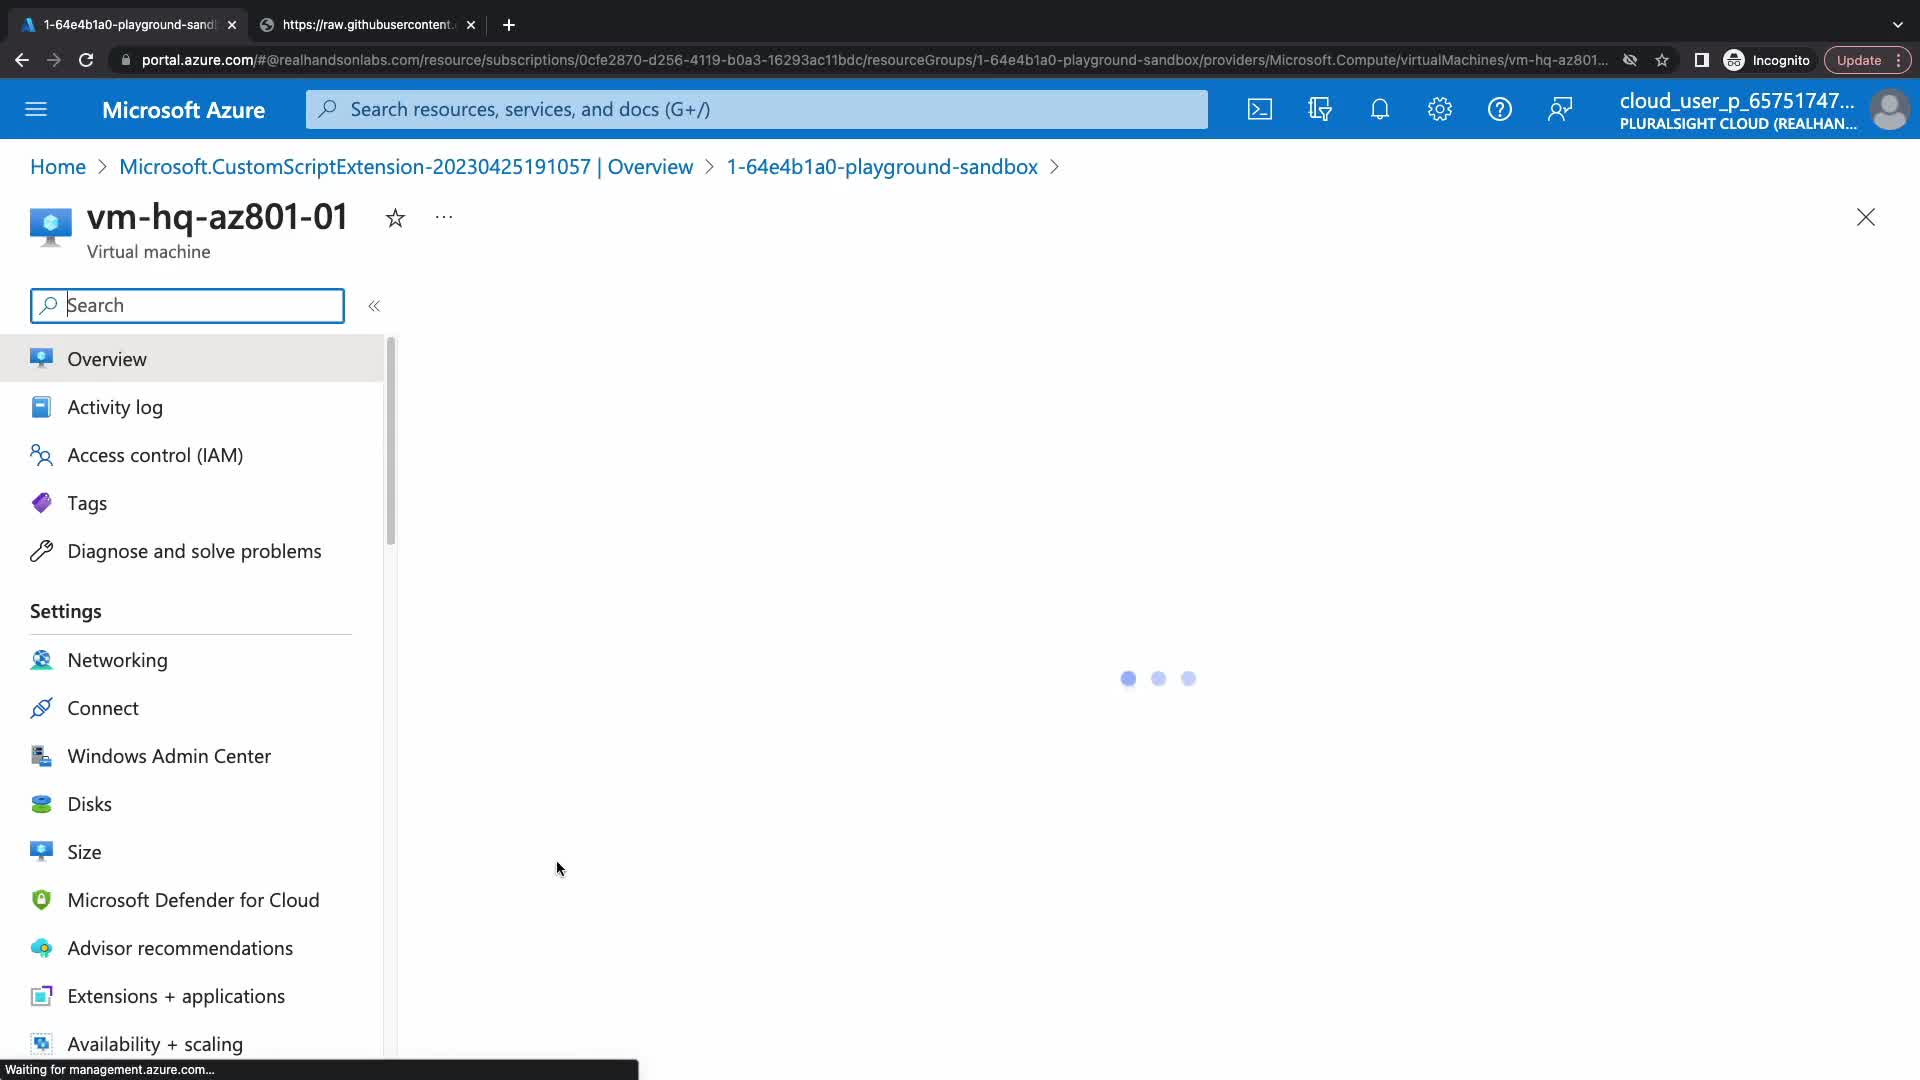 1-64e4b1a0-playground-sand
https://raw.githubusercontent.
portal.azure.com/#@realhandsonlabs.com/resource/subscriptions/0cfe2870-d256-4119-b0a3-16293ac11bdc/resourceGroups/1-64e4b1a0-playground-sandbox/providers/Microsoft.Compute/virtualMachines/vm-hq-az801...
Incognito
Update
Microsoft Azure
Search resources, services, and docs (G+/)
cloud_user_p_65751747...
PLURALSIGHT CLOUD (REALHAN...
Home > Microsoft.CustomScriptExtension-20230425191057 | Overview > 1-64e4b1a0-playground-sandbox >
vm-hq-az801-01
...
Virtual machine
Search
«
Overview
Activity log
Access control (IAM)
Tags
Diagnose and solve problems
Settings
Networking
Connect
Windows Admin Center
Disks
Size
Microsoft Defender for Cloud
Advisor recommendations
Extensions + applications
Availability + scaling
Waiting for management.azure.com...